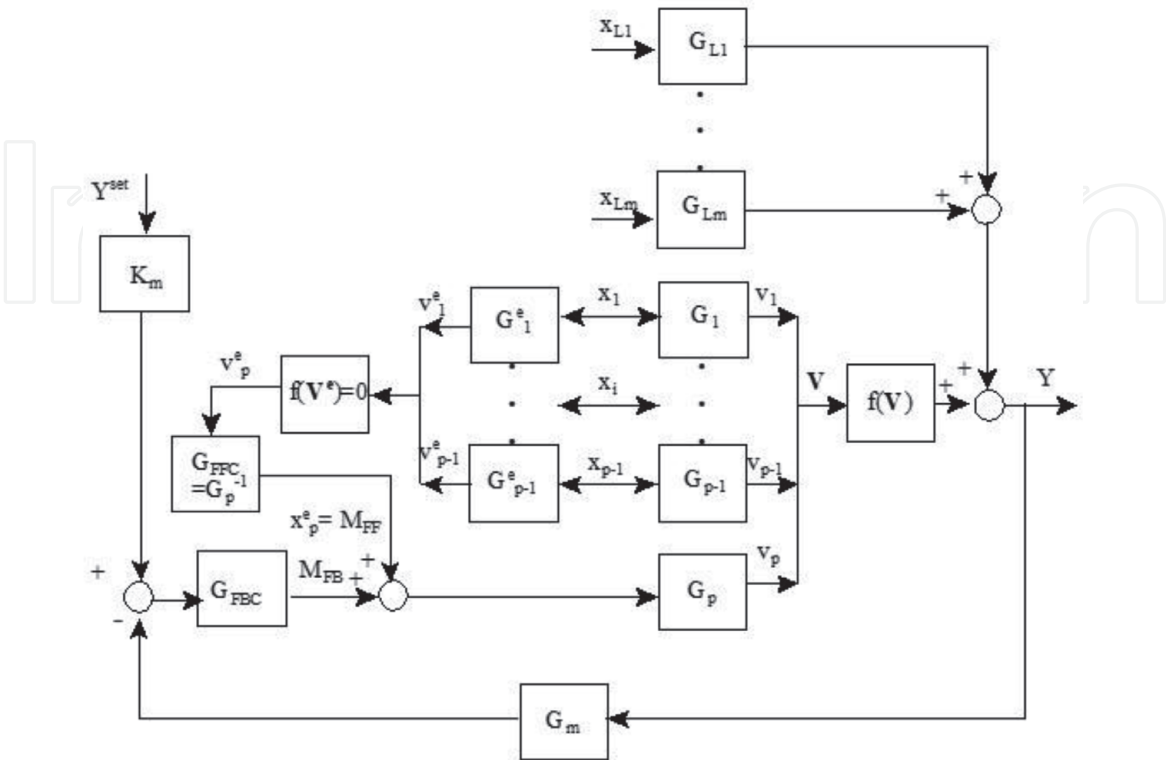 x_L1
G_L1
x_Lm
G_Lm
+
+
Y^set
K_m
v^e_1
G^e_1
x_1
G_1
v_1
v^e_p
f(V^e)=0
x_i
V
f(V)
+
+
Y
G_FFC
=G_p^-1
v^e_p-1
G^e_p-1
x_p-1
G_p-1
v_p-1
x^e_p = M_FF
+
G_FBC
M_FB
+
+
G_p
v_p
-
G_m